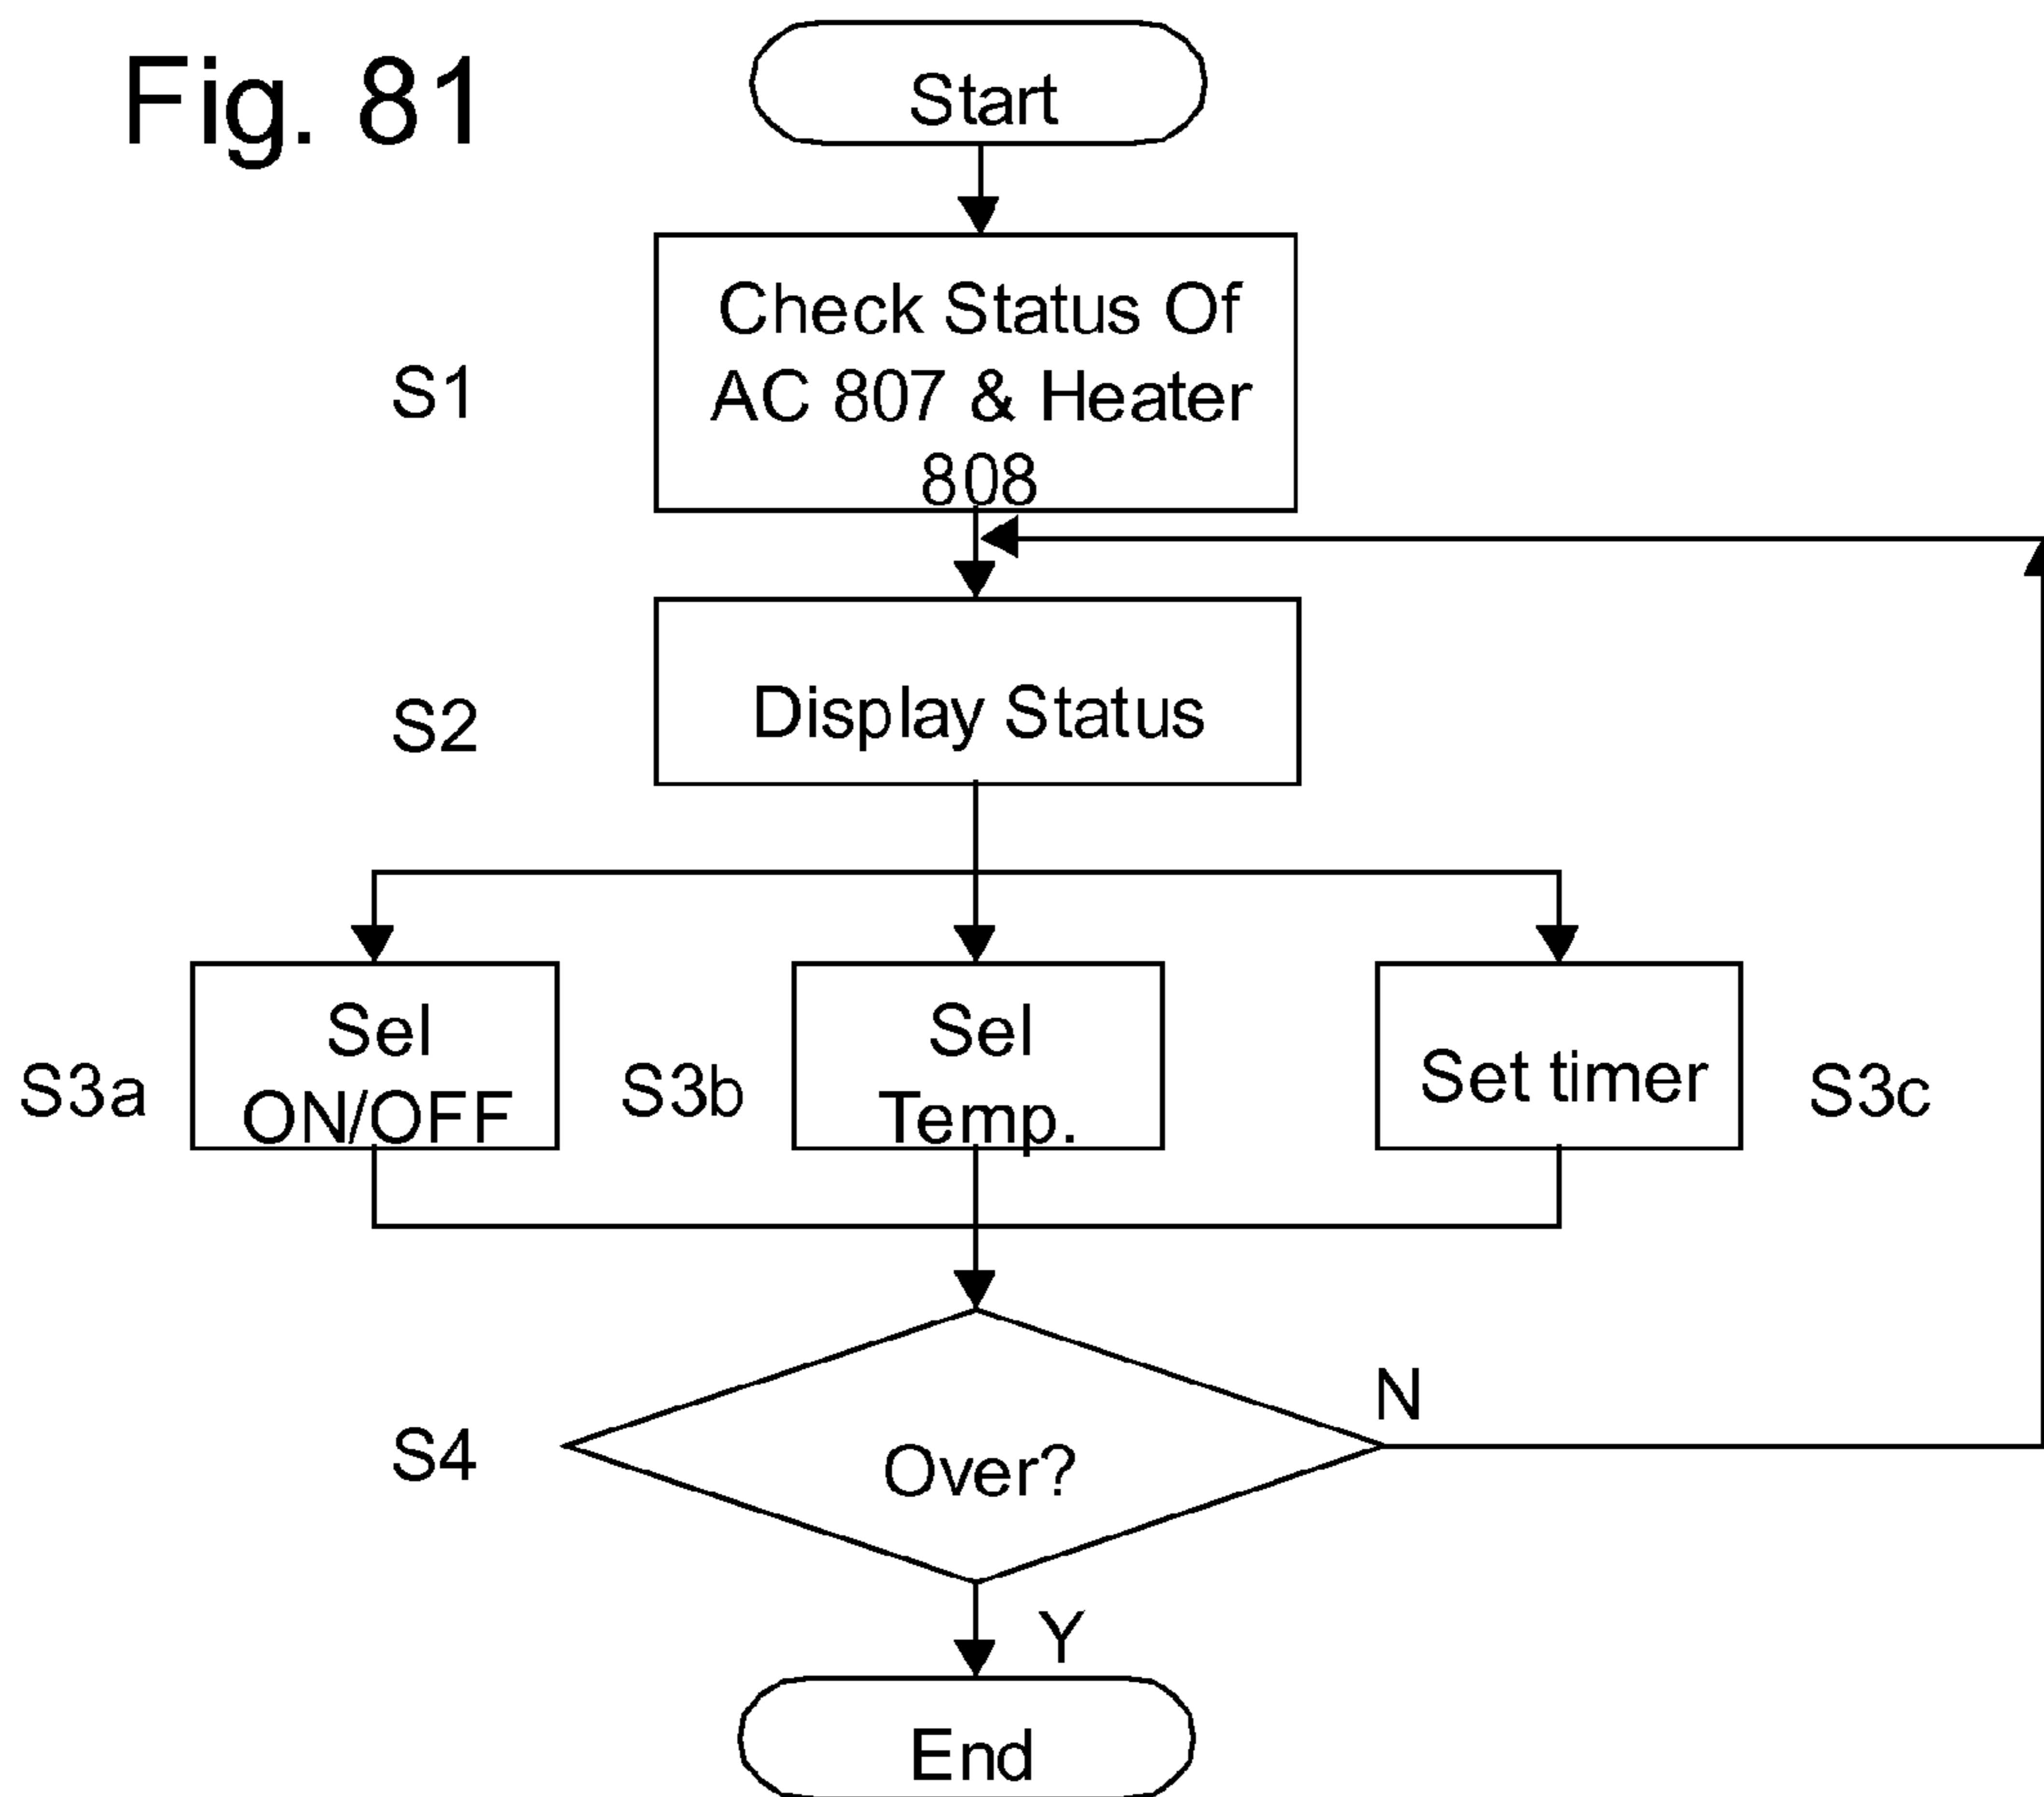 Fig. 81
Start
S1
Check Status Of
AC 807 & Heater
808
S2
Display Status
S3a
Sel
ON/OFF
S3b
Sel
Temp.
Set timer
S3c
S4
Over?
N
Y
End